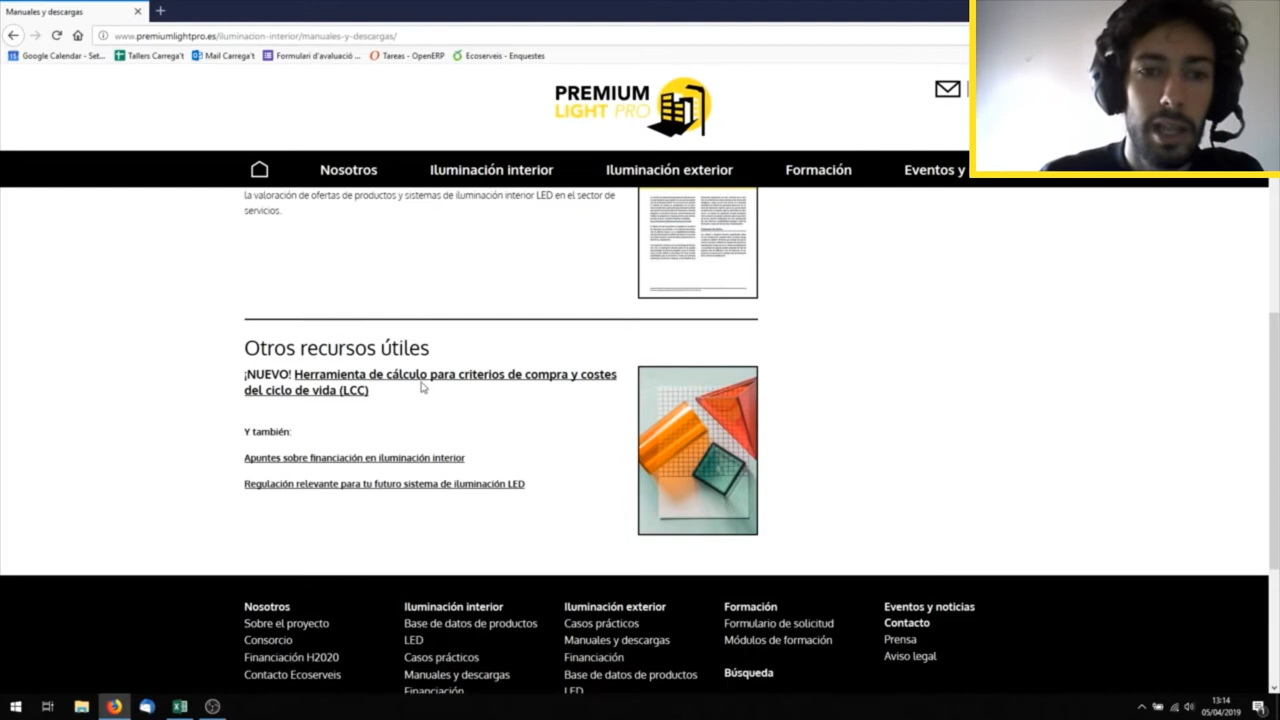 Manuales y descargas
www.premiumlightpro.es/iluminacion-interior/manuales-y-descargas/
Google Calendar - Set... Tallers Carrega't Mail Carrega't Formulari d'avaluació ... Tareas - OpenERP Ecoserveis - Enquestes
PREMIUM
LIGHT PRO
Nosotros Iluminación interior Iluminación exterior Formación Eventos y
la valoración de ofertas de productos y sistemas de iluminación interior LED en el sector de
servicios.
Otros recursos útiles
¡NUEVO! Herramienta de cálculo para criterios de compra y costes
del ciclo de vida (LCC)
Y también:
Apuntes sobre financiación en iluminación interior
Regulación relevante para tu futuro sistema de iluminación LED
Nosotros Iluminación interior Iluminación exterior Formación Eventos y noticias
Sobre el proyecto Base de datos de productos Casos prácticos Formulario de solicitud Contacto
Consorcio LED Manuales y descargas Módulos de formación Prensa
Financiación H2020 Casos prácticos Financiación Aviso legal
Contacto Ecoserveis Manuales y descargas Base de datos de productos Búsqueda
Financiación LED
13:14
05/04/2019